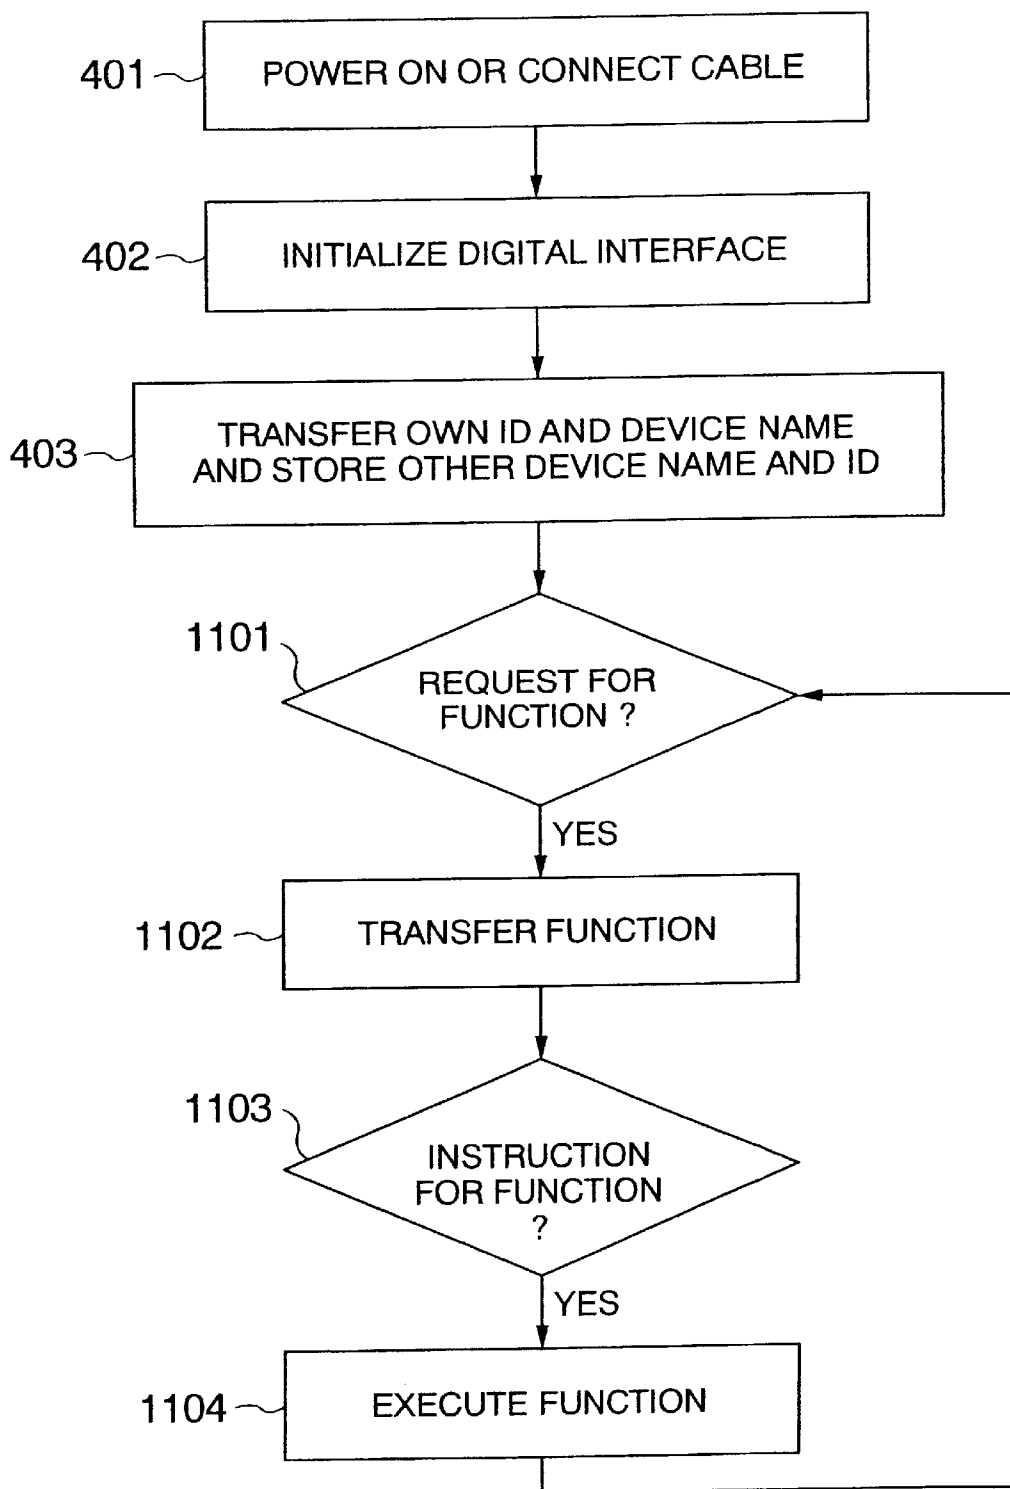 401
POWER ON OR CONNECT CABLE
402
INITIALIZE DIGITAL INTERFACE
403
TRANSFER OWN ID AND DEVICE NAME
AND STORE OTHER DEVICE NAME AND ID
1101
REQUEST FOR
FUNCTION ?
YES
1102
TRANSFER FUNCTION
1103
INSTRUCTION
FOR FUNCTION
?
YES
1104
EXECUTE FUNCTION